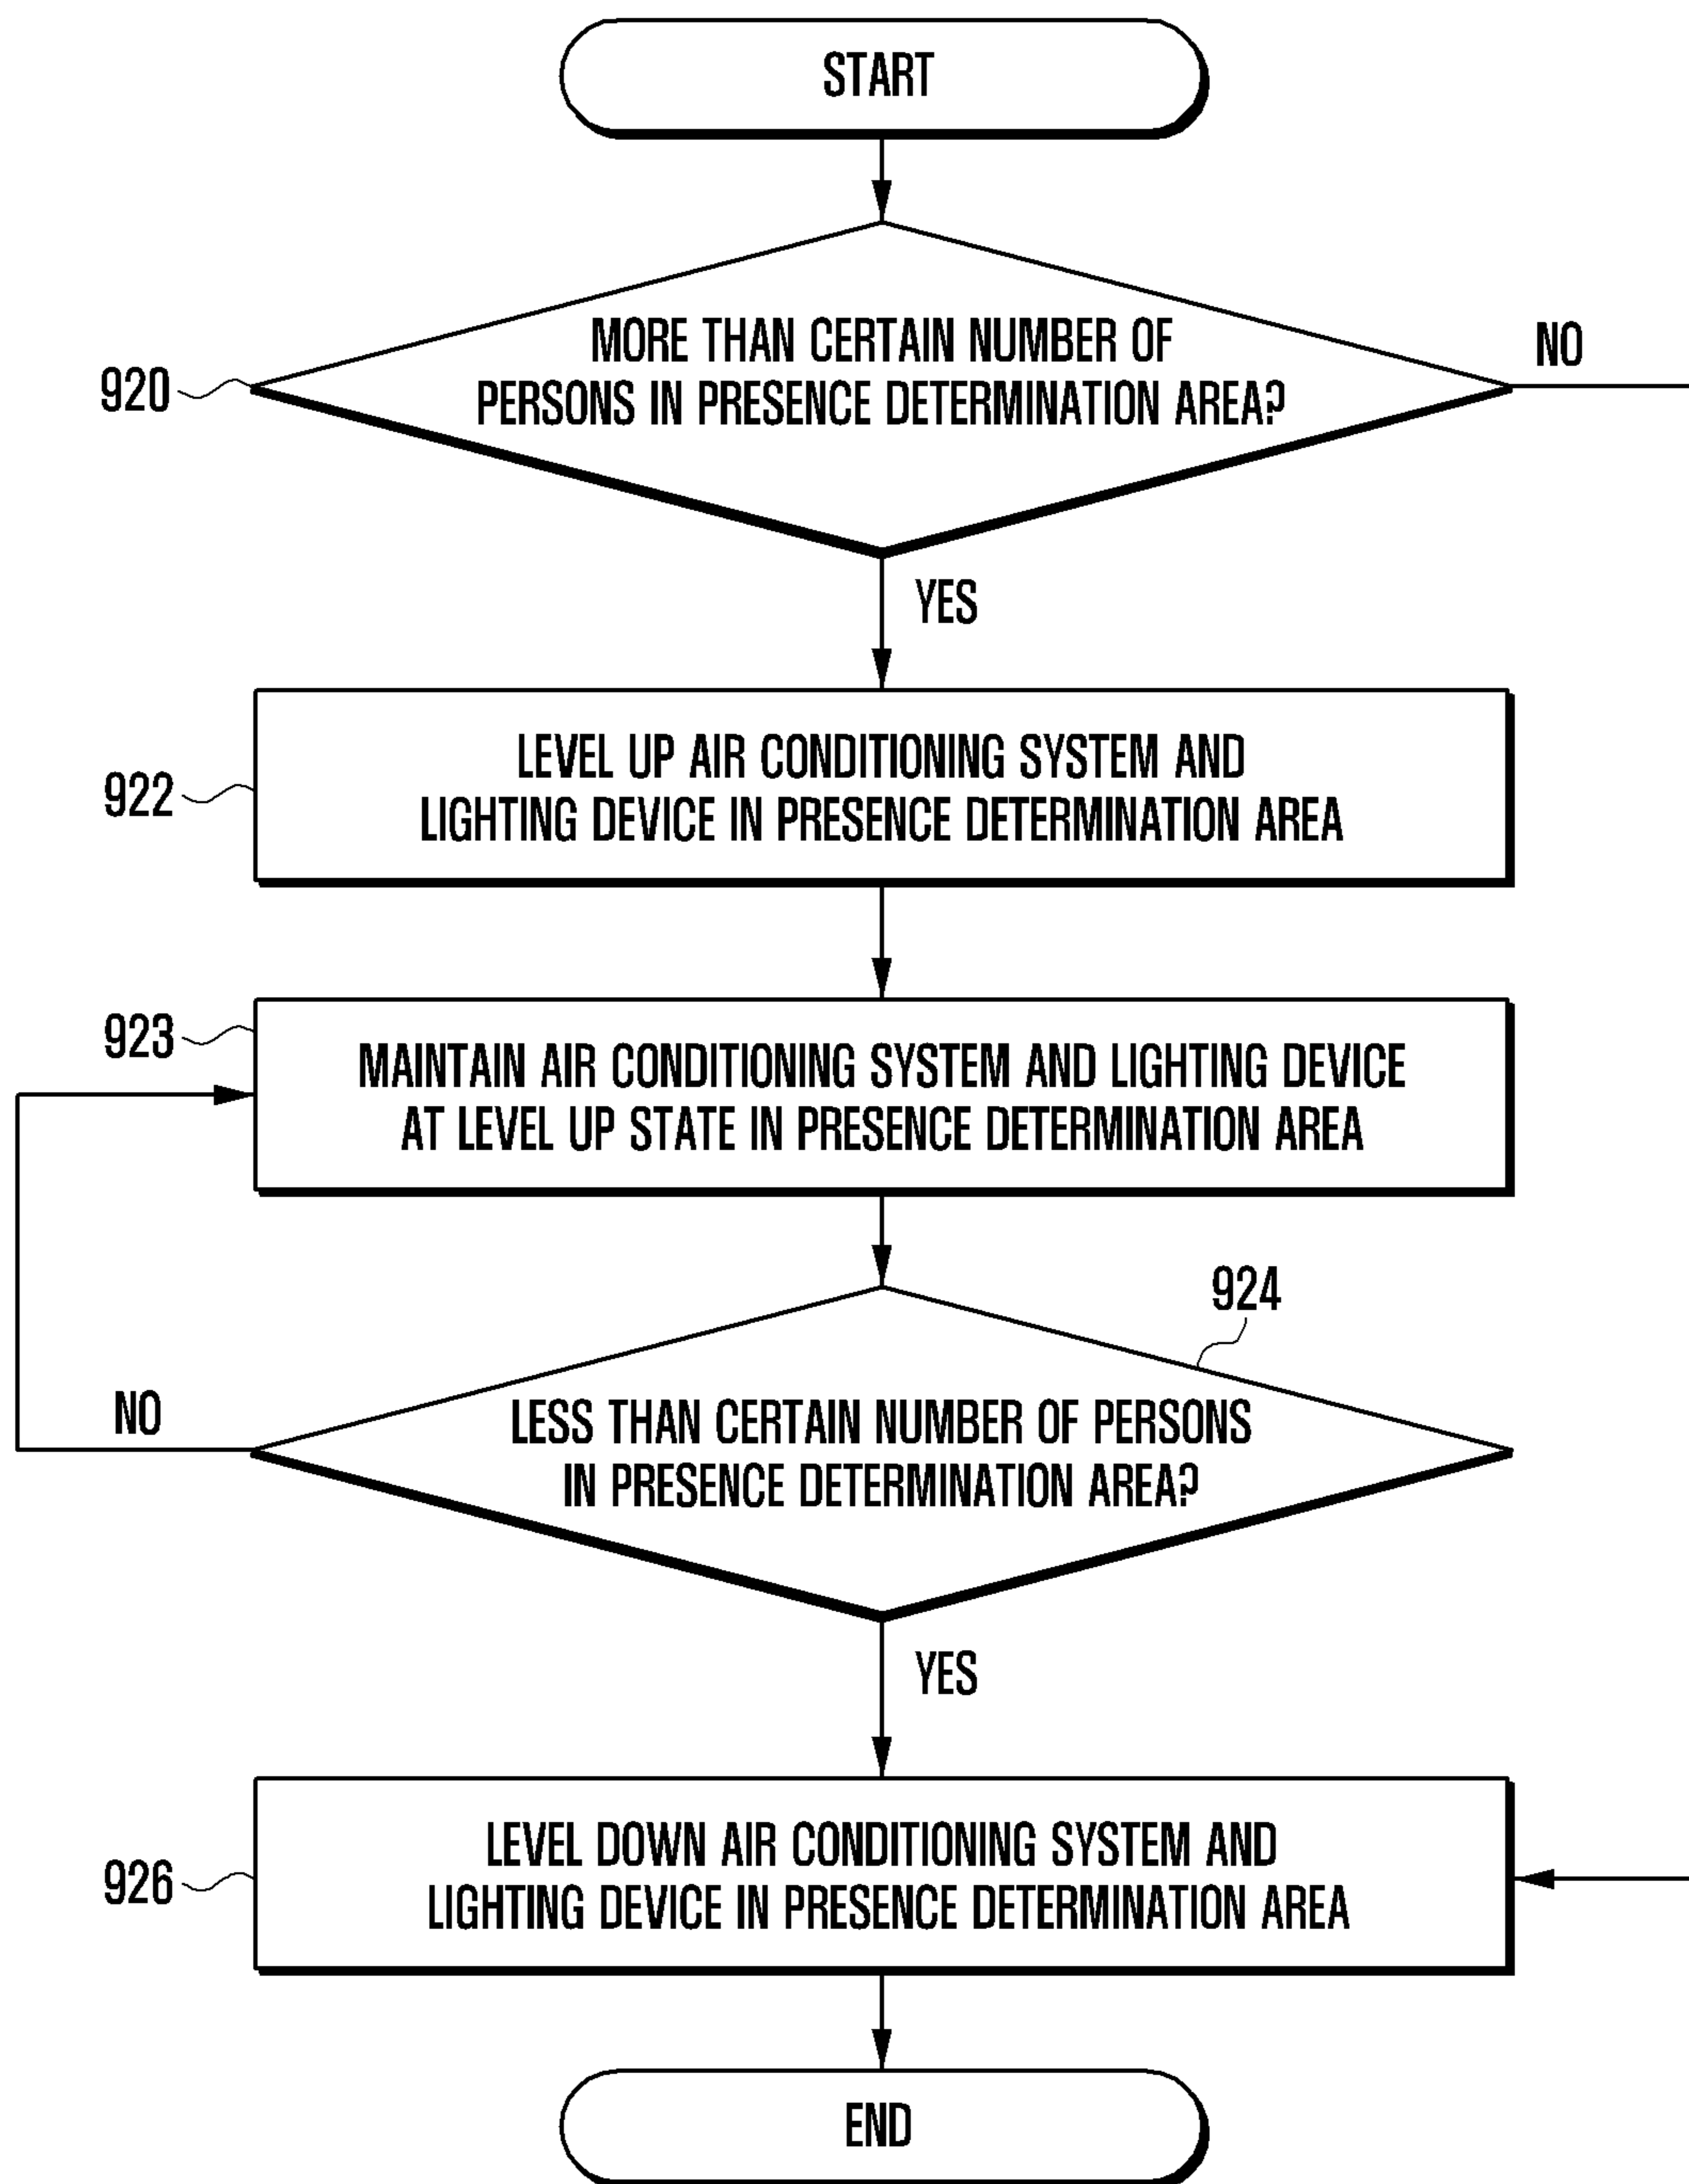 START
MORE THAN CERTAIN NUMBER OF
PERSONS IN PRESENCE DETERMINATION AREA?
920
NO
YES
LEVEL UP AIR CONDITIONING SYSTEM AND
LIGHTING DEVICE IN PRESENCE DETERMINATION AREA
922
923
MAINTAIN AIR CONDITIONING SYSTEM AND LIGHTING DEVICE
AT LEVEL UP STATE IN PRESENCE DETERMINATION AREA
924
NO
LESS THAN CERTAIN NUMBER OF PERSONS
IN PRESENCE DETERMINATION AREA?
YES
LEVEL DOWN AIR CONDITIONING SYSTEM AND
LIGHTING DEVICE IN PRESENCE DETERMINATION AREA
926
END